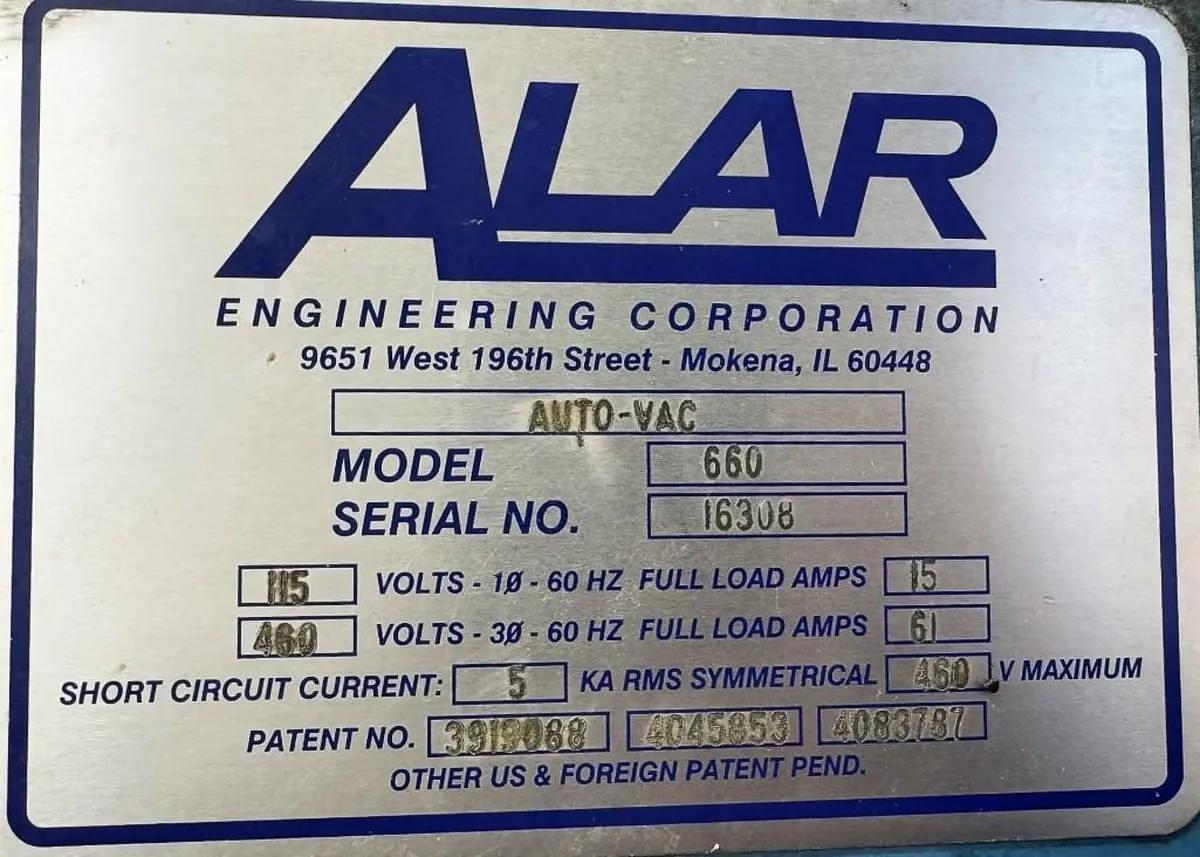 ALAR
ENGINEERING CORPORATION
9651 West 196th Street - Mokena, IL 60448
AUTO-VAC
MODEL 660
SERIAL NO. 16308
115 VOLTS - 1Ø - 60 HZ FULL LOAD AMPS 15
460 VOLTS - 3Ø - 60 HZ FULL LOAD AMPS 61
SHORT CIRCUIT CURRENT: 5 KA RMS SYMMETRICAL 460 V MAXIMUM
PATENT NO. 3919088 4045853 4083787
OTHER US & FOREIGN PATENT PEND.